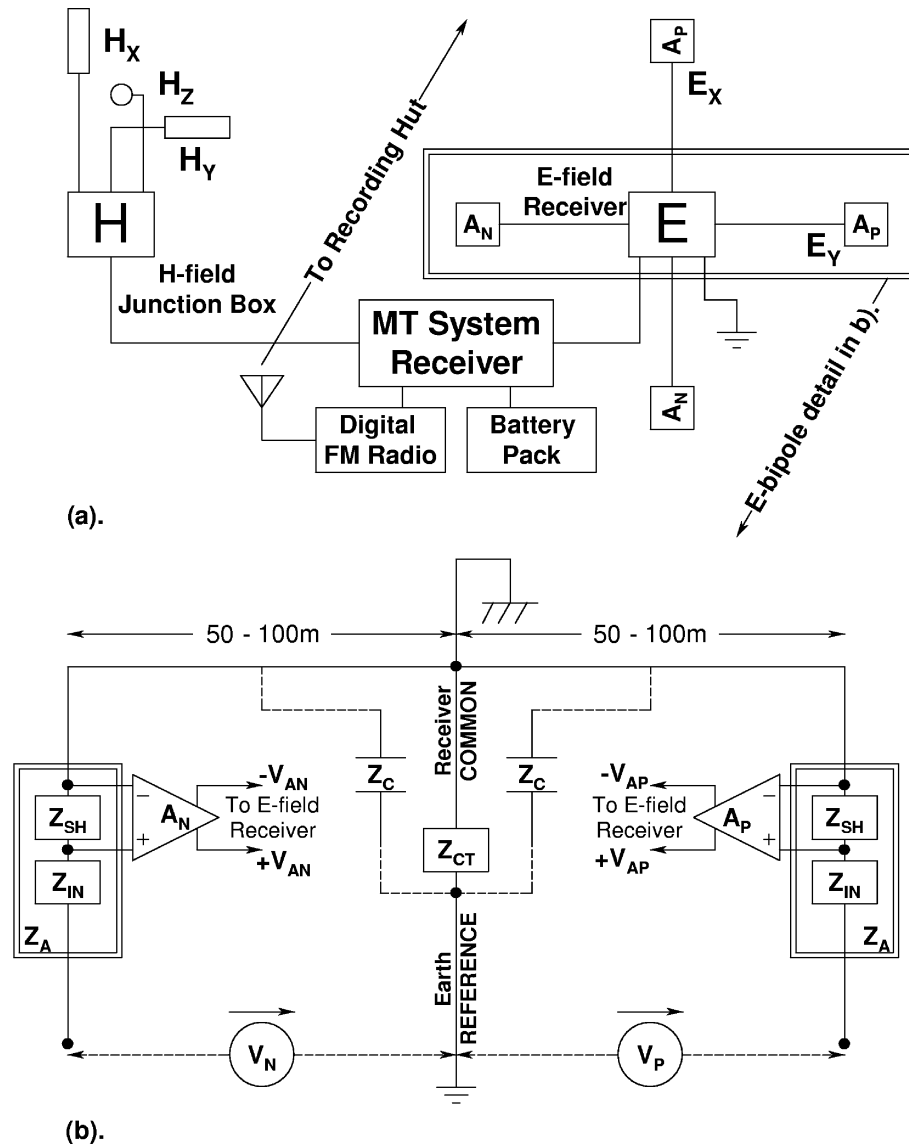 H_X
H_Z
H_Y
H
H-field
Junction Box
To Recording Hut
A_P
E_X
E-field
Receiver
A_N
E
E_Y
A_P
A_N
MT System
Receiver
Digital
FM Radio
Battery
Pack
E-bipole detail in b).
(a).
50 - 100m
50 - 100m
Receiver
COMMON
Z_C
Z_C
Z_SH
Z_IN
Z_A
−
+
A_N
-V_AN
To E-field
Receiver
+V_AN
Z_CT
-V_AP
To E-field
Receiver
+V_AP
A_P
−
+
Z_SH
Z_IN
Z_A
Earth
REFERENCE
V_N
V_P
(b).